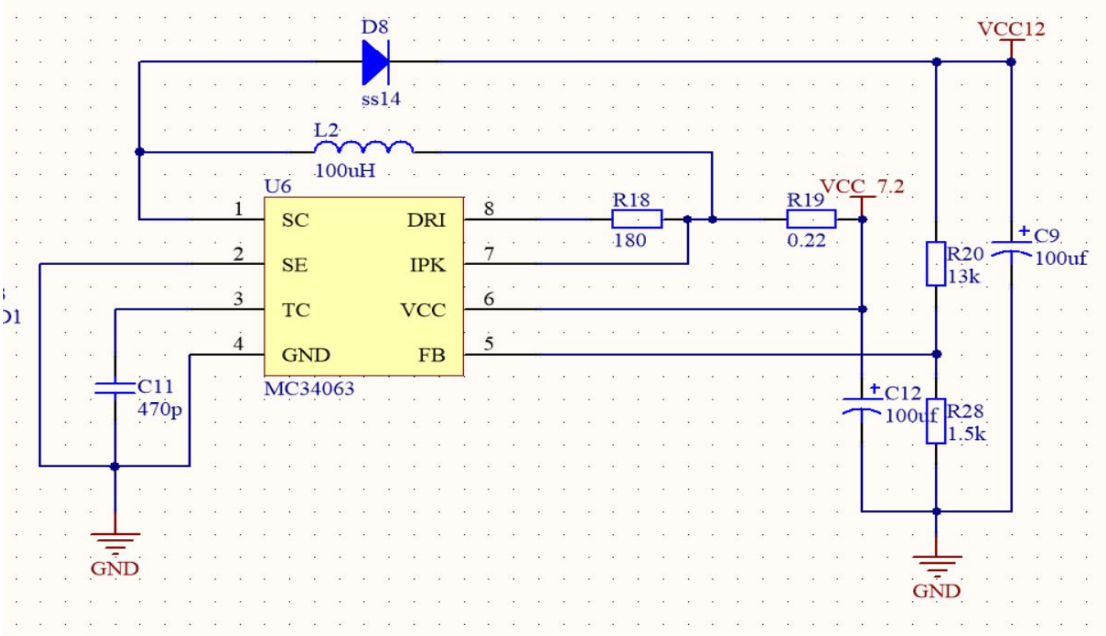 D8
ss14
VCC12
L2
100uH
U6
1
SC
DRI
8
2
SE
IPK
7
3
TC
VCC
6
4
GND
FB
5
MC34063
R18
180
R19
0.22
VCC_7.2
R20
13k
+
C9
100uf
+
C12
100uf
R28
1.5k
C11
470p
D1
GND
GND